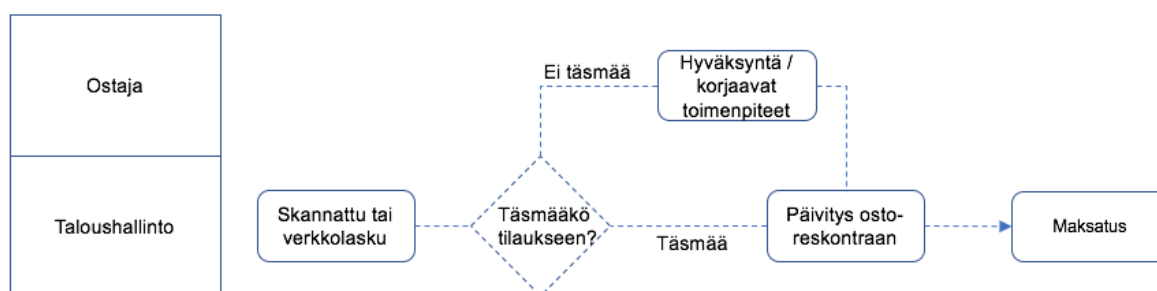 Ostaja
Ei täsmää
Hyväksyntä /
korjaavat
toimenpiteet
Taloushallinto
Skannattu tai
verkkolasku
Täsmääkö
tilaukseen?
Täsmää
Päivitys osto-
reskontraan
Maksatus